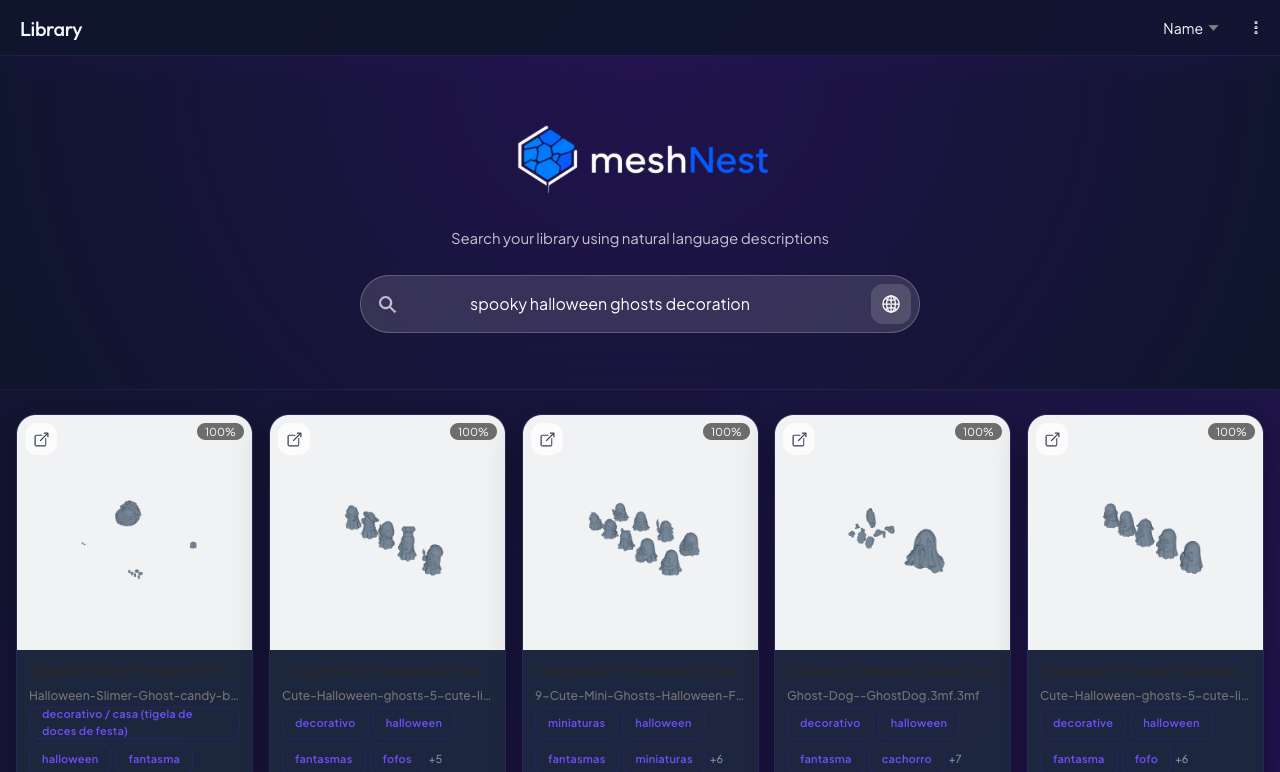 Library
Name
meshNest
Search your library using natural language descriptions
spooky halloween ghosts decoration
100%
100%
100%
100%
100%
Halloween-Slimer-Ghost-candy-b…
Cute-Halloween-ghosts-5-cute-li…
9-Cute-Mini-Ghosts-Halloween-F…
Ghost-Dog--GhostDog.3mf.3mf
Cute-Halloween-ghosts-5-cute-li…
decorativo / casa (tigela de
doces de festa)
halloween
fantasma
decorativo
halloween
fantasmas
fofos
+5
miniaturas
halloween
fantasmas
miniaturas
+6
decorativo
halloween
fantasma
cachorro
+7
decorative
halloween
fantasma
fofo
+6